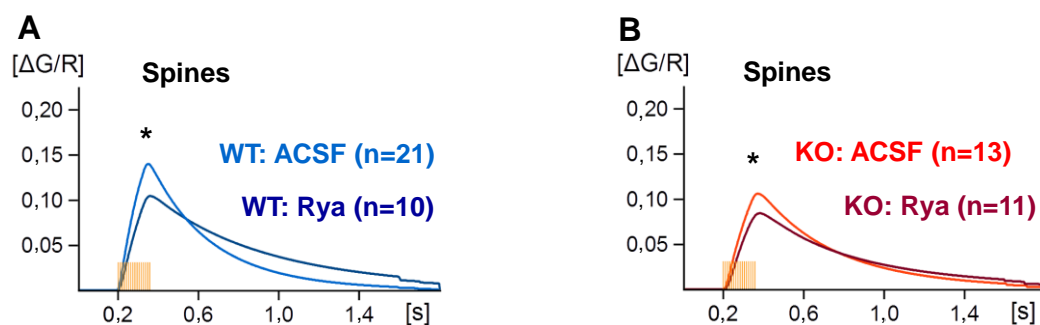 A
[ΔG/R]
Spines
0,20
*
0,15
WT: ACSF (n=21)
0,10
WT: Rya (n=10)
0,05
0,2 0,6 1,0 1,4 [s]
B
[ΔG/R]
Spines
0,20
*
0,15
KO: ACSF (n=13)
0,10
KO: Rya (n=11)
0,05
0,2 0,6 1,0 1,4 [s]